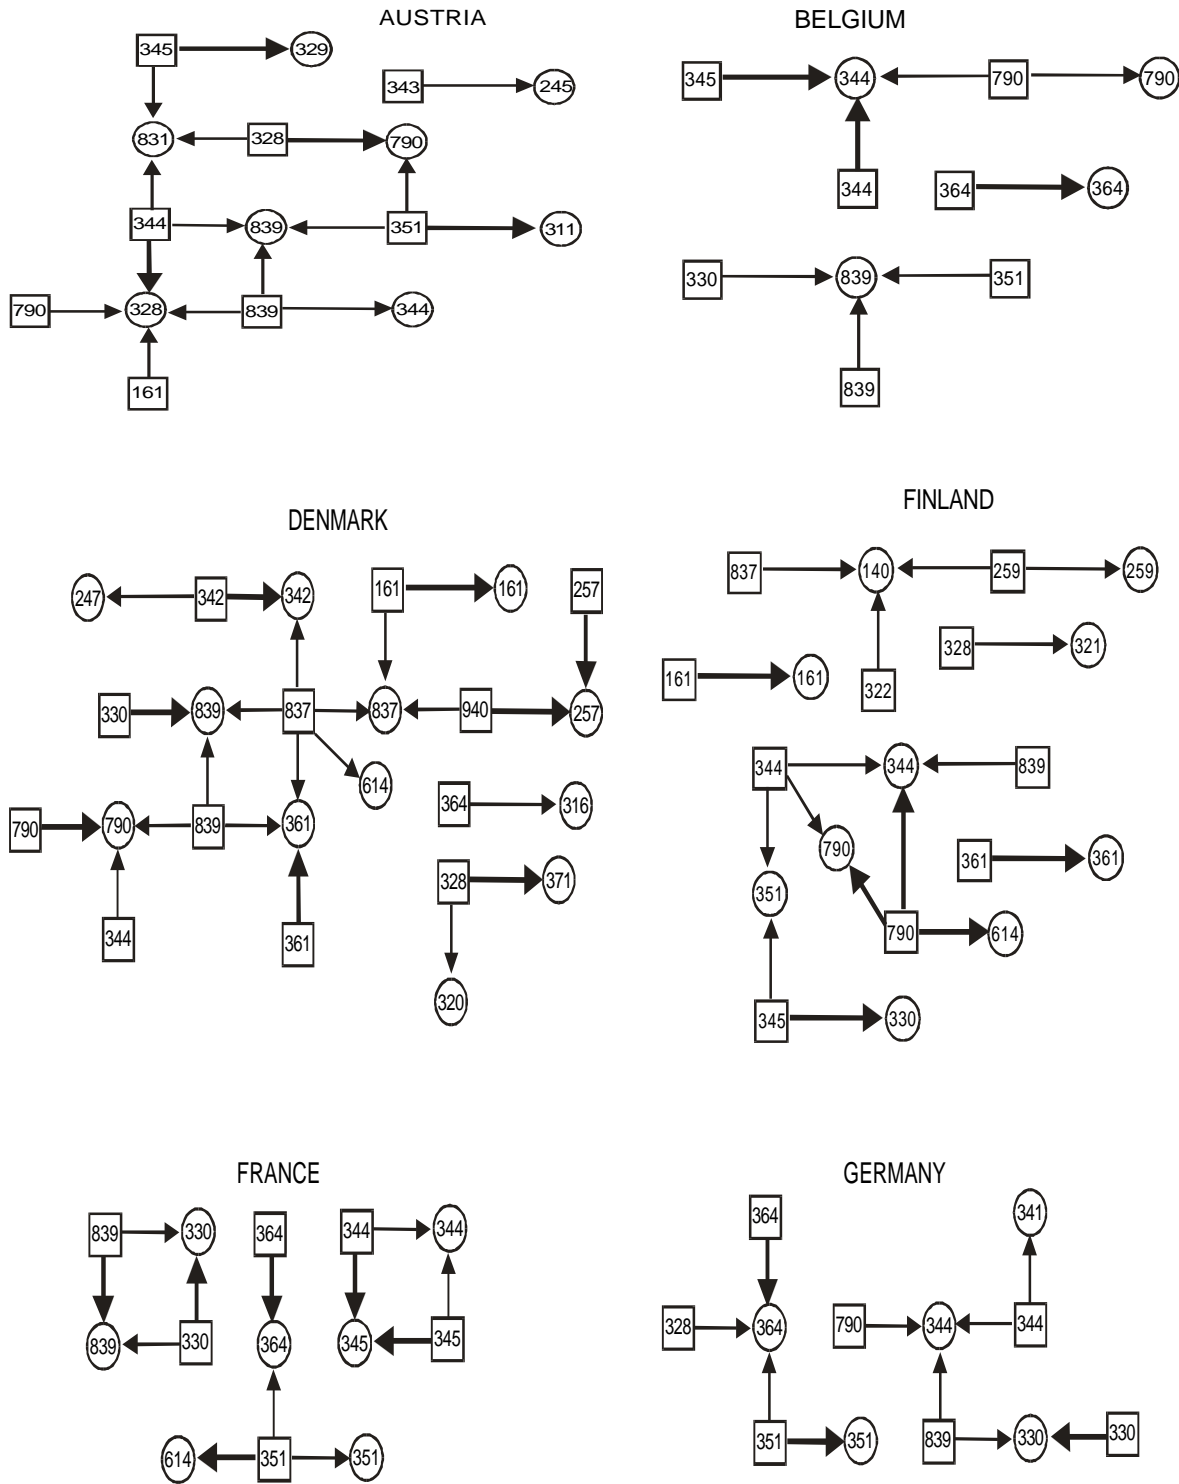 AUSTRIA
345 329
343 245
831 328 790
344 839 351 311
790 328 839 344
161
BELGIUM
345 344 790 790
344 364 364
330 839 351
839
DENMARK
247 342 342 161 161 257
330 839 837 837 940 257
614
364 316
790 790 839 361
328 371
344 361
320
FINLAND
837 140 259 259
328 321
161 161 322
344 344 839
790 361 361
351
790 614
345 330
FRANCE
839 330 364 344 344
839 330 364 345 345
614 351 351
GERMANY
364 341
328 364 790 344 344
351 351 839 330 330